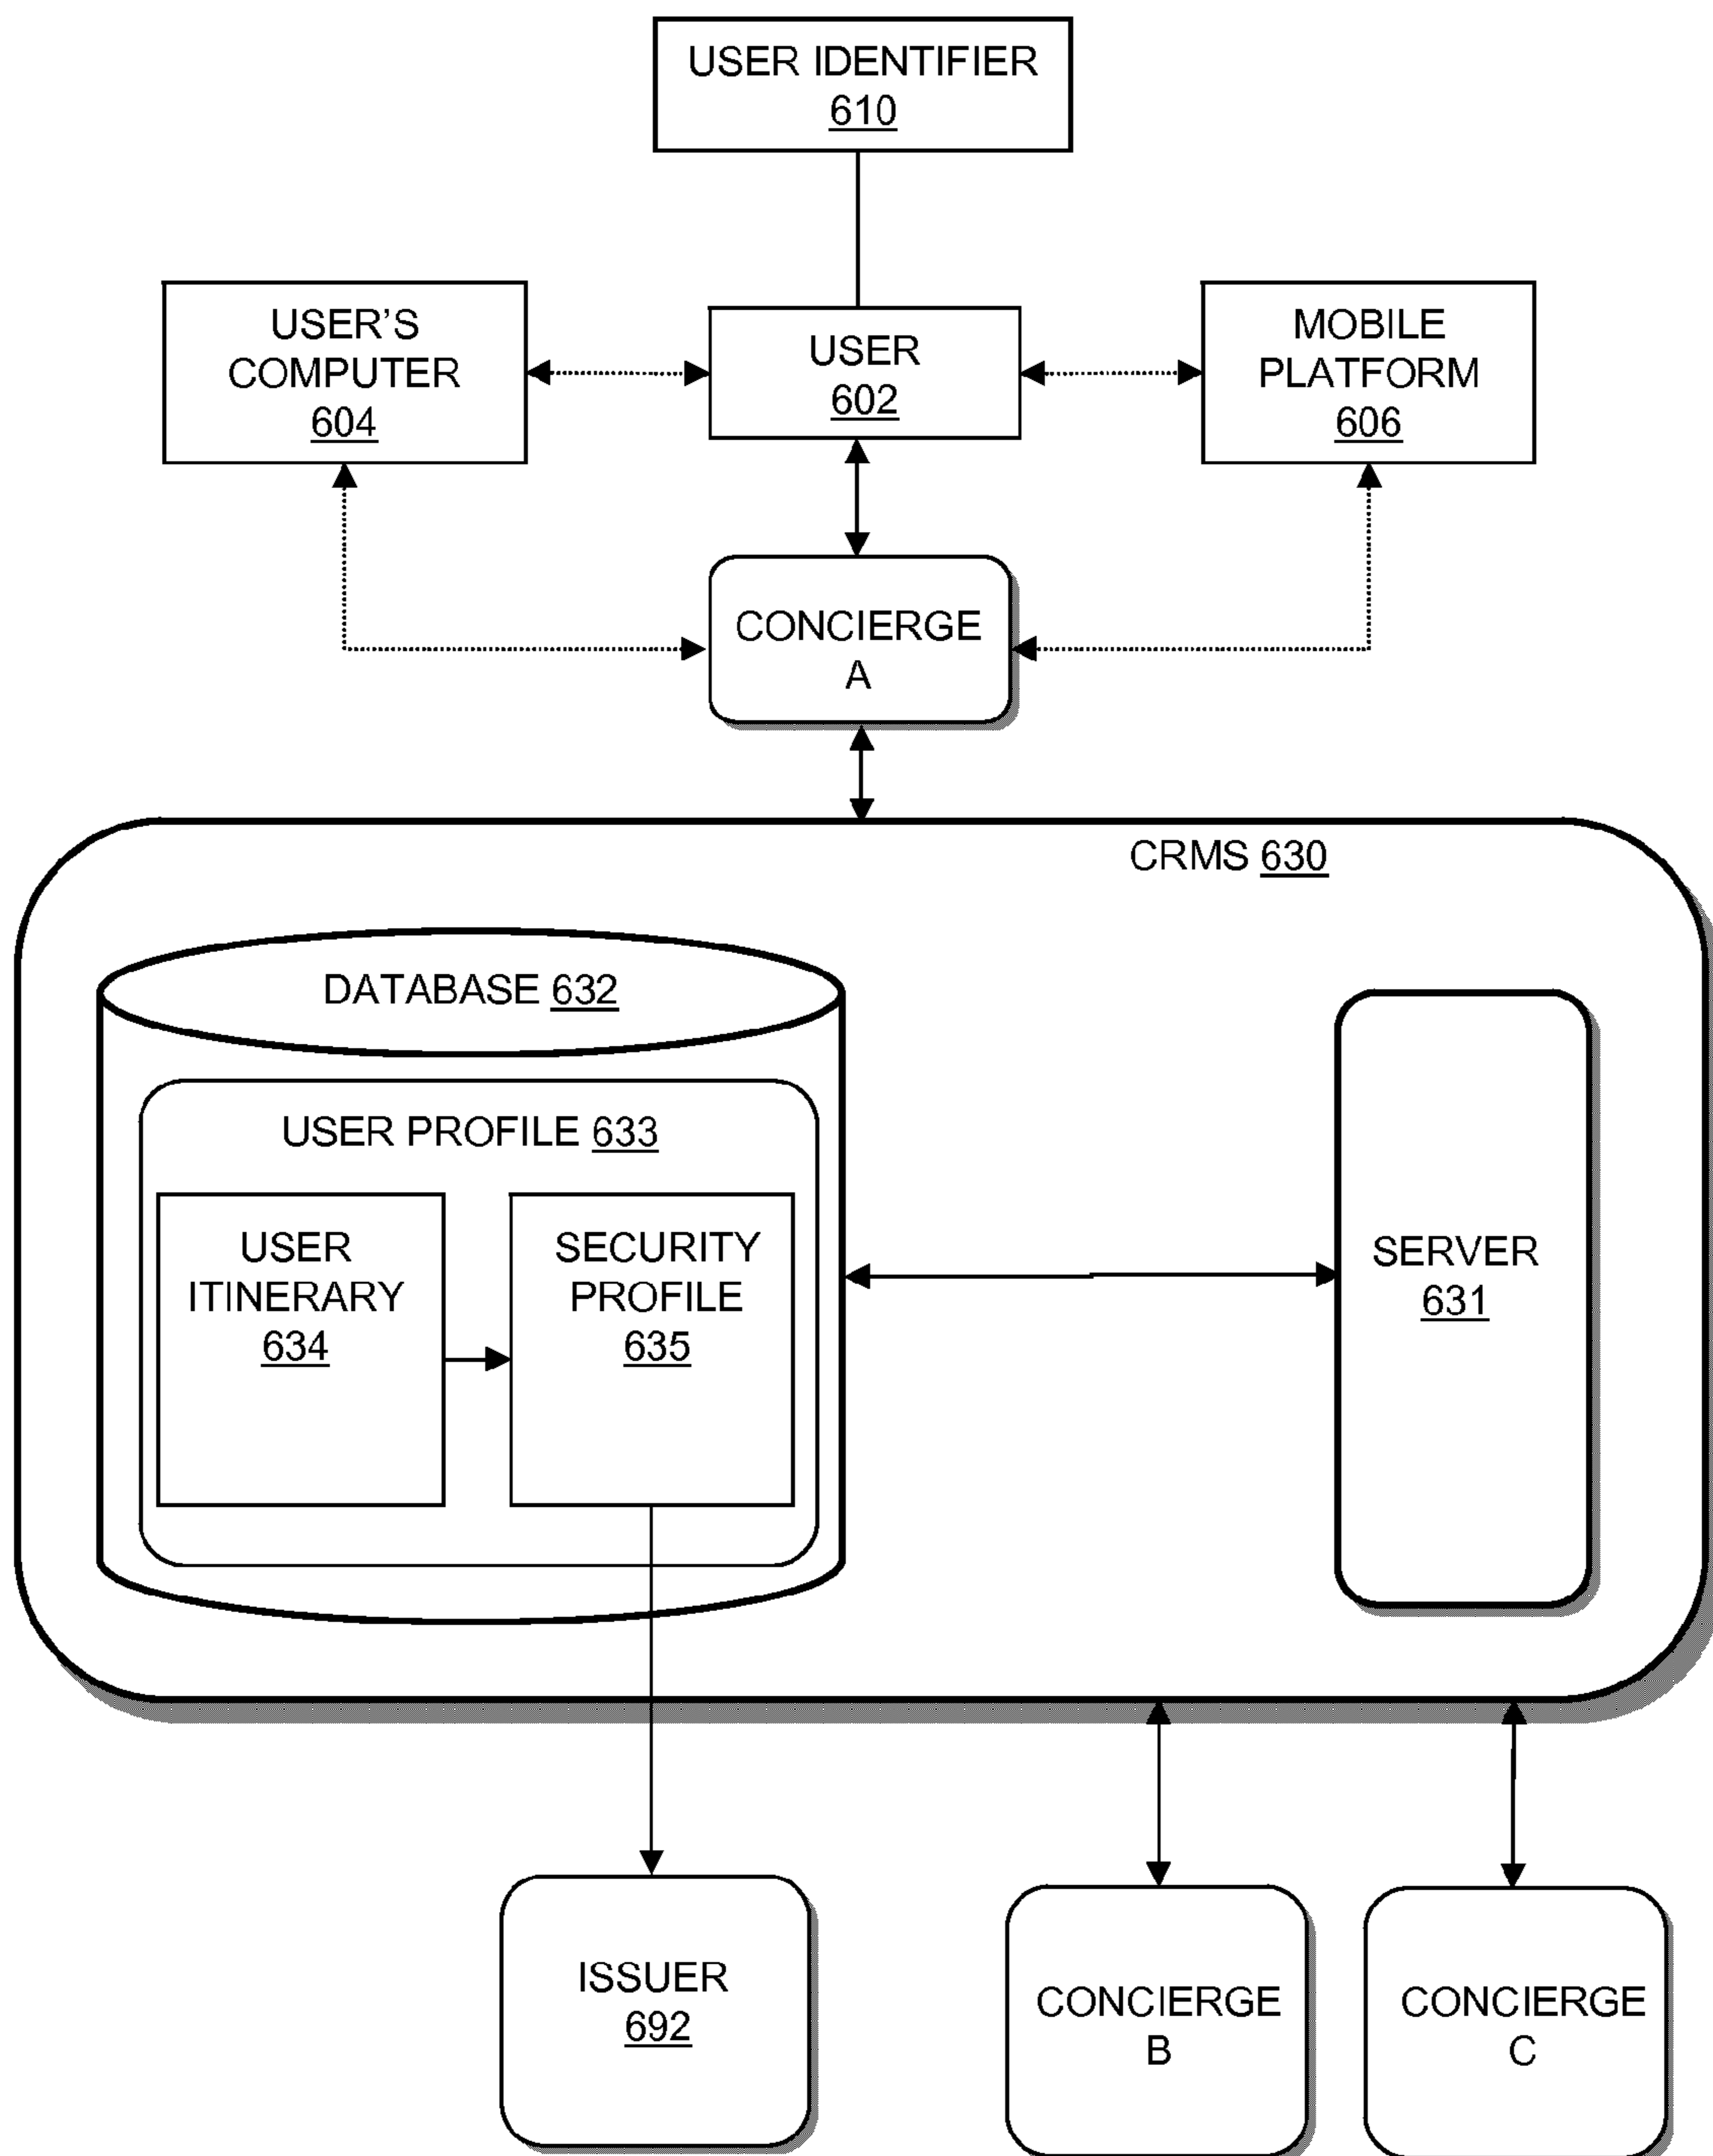 USER IDENTIFIER
610
USER'S
COMPUTER
604
USER
602
MOBILE
PLATFORM
606
CONCIERGE
A
CRMS 630
DATABASE 632
USER PROFILE 633
USER
ITINERARY
634
SECURITY
PROFILE
635
SERVER
631
ISSUER
692
CONCIERGE
B
CONCIERGE
C